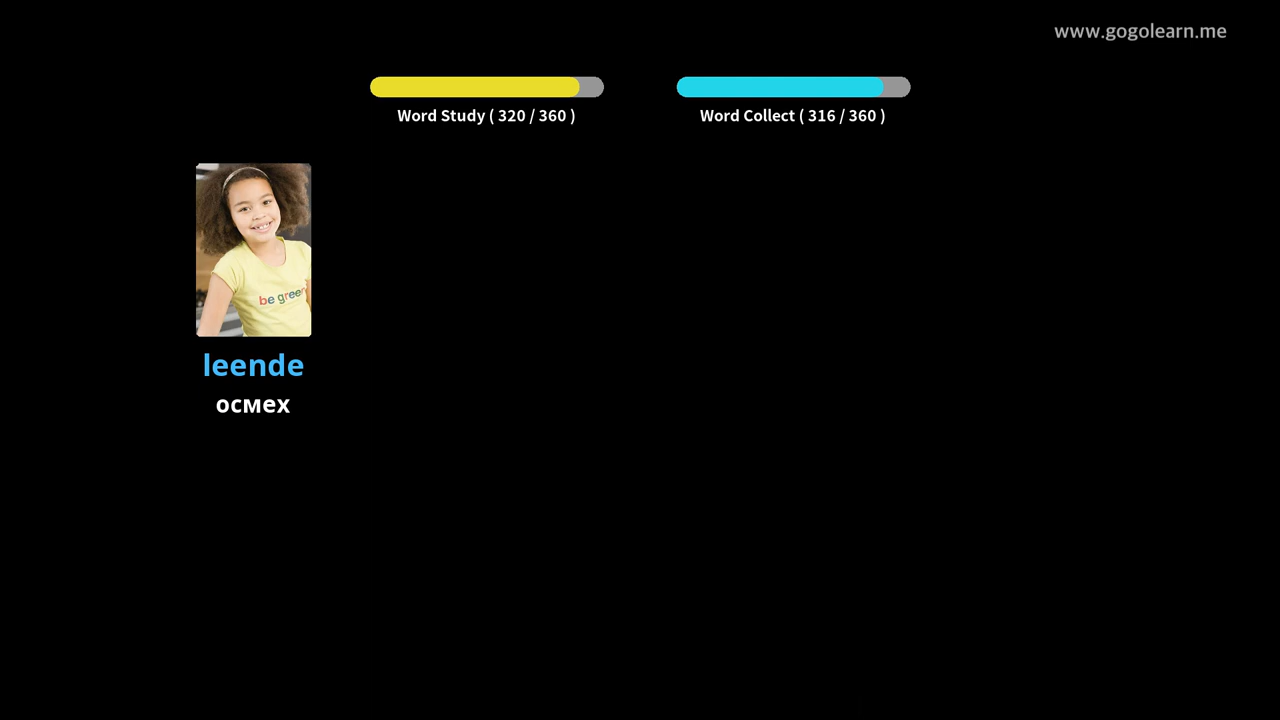 www.gogolearn.me
Word Study ( 320 / 360 )
Word Collect ( 316 / 360 )
be green
leende
осмех